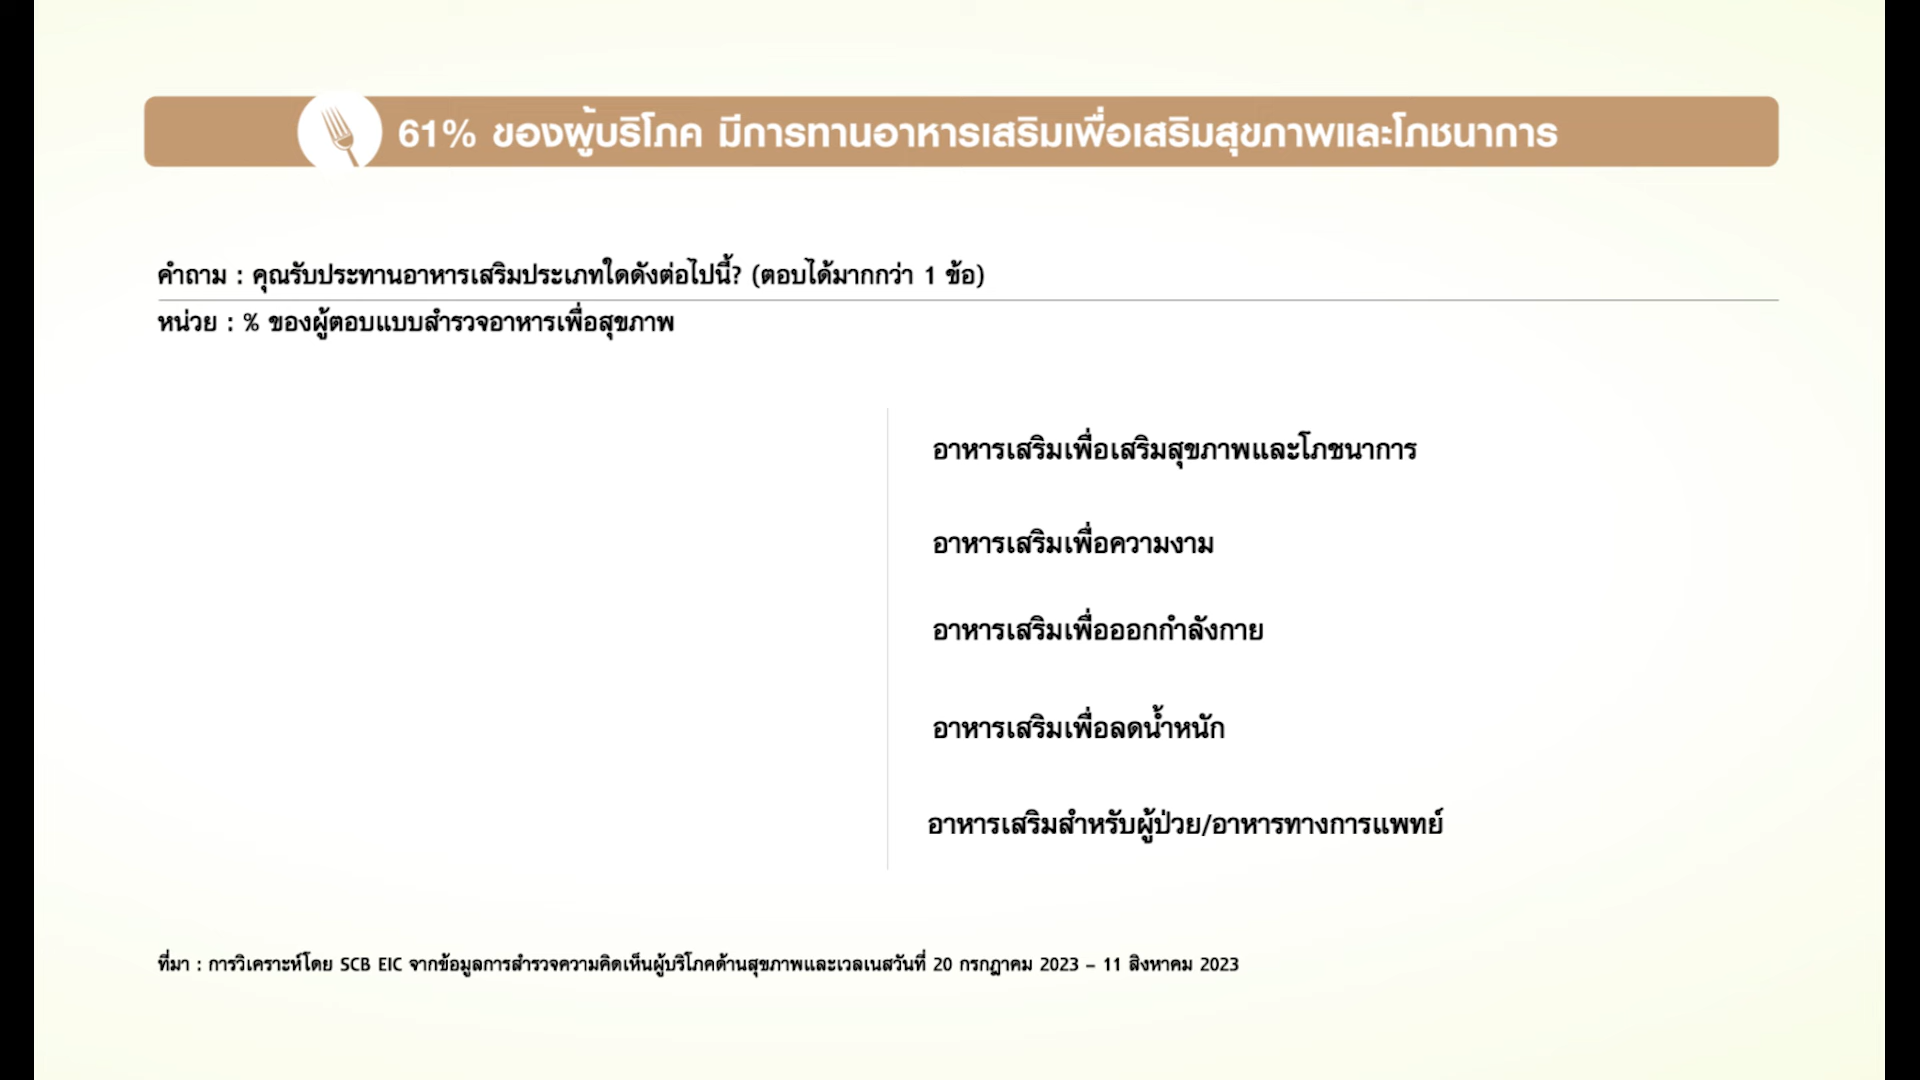 61% ของผู้บริโภค มีการทานอาหารเสริมเพื่อเสริมสุขภาพและโภชนาการ
คำถาม : คุณรับประทานอาหารเสริมประเภทใดดังต่อไปนี้? (ตอบได้มากกว่า 1 ข้อ)
หน่วย : % ของผู้ตอบแบบสำรวจอาหารเพื่อสุขภาพ
อาหารเสริมเพื่อเสริมสุขภาพและโภชนาการ
อาหารเสริมเพื่อความงาม
อาหารเสริมเพื่อออกกำลังกาย
อาหารเสริมเพื่อลดน้ำหนัก
อาหารเสริมสำหรับผู้ป่วย/อาหารทางการแพทย์
ที่มา : การวิเคราะห์โดย SCB EIC จากข้อมูลการสำรวจความคิดเห็นผู้บริโภคด้านสุขภาพและเวลเนสวันที่ 20 กรกฎาคม 2023 – 11 สิงหาคม 2023